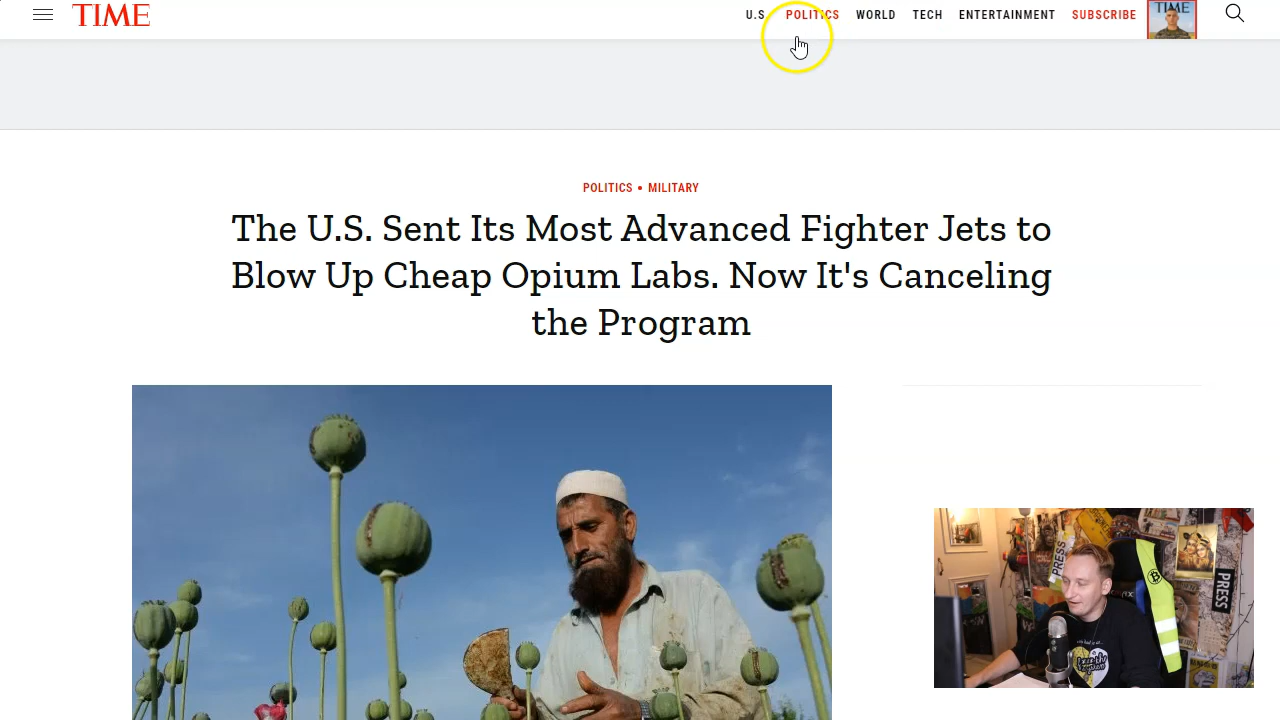 TIME
U.S.
POLITICS
WORLD
TECH
ENTERTAINMENT
SUBSCRIBE
TIME
POLITICS • MILITARY
The U.S. Sent Its Most Advanced Fighter Jets to
Blow Up Cheap Opium Labs. Now It's Canceling
the Program
PRESS
PRESS